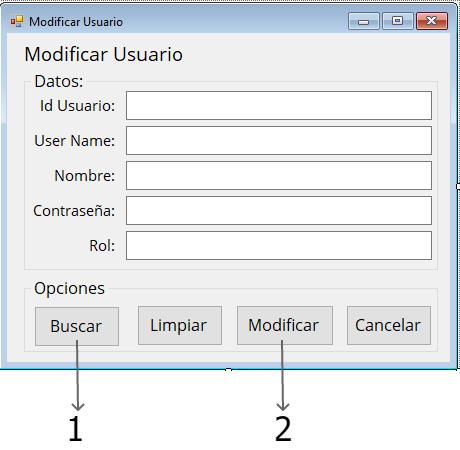 Modificar Usuario
Modificar Usuario
Datos:
Id Usuario:
User Name:
Nombre:
Contraseña:
Rol:
Opciones
Buscar Limpiar Modificar Cancelar
1 2